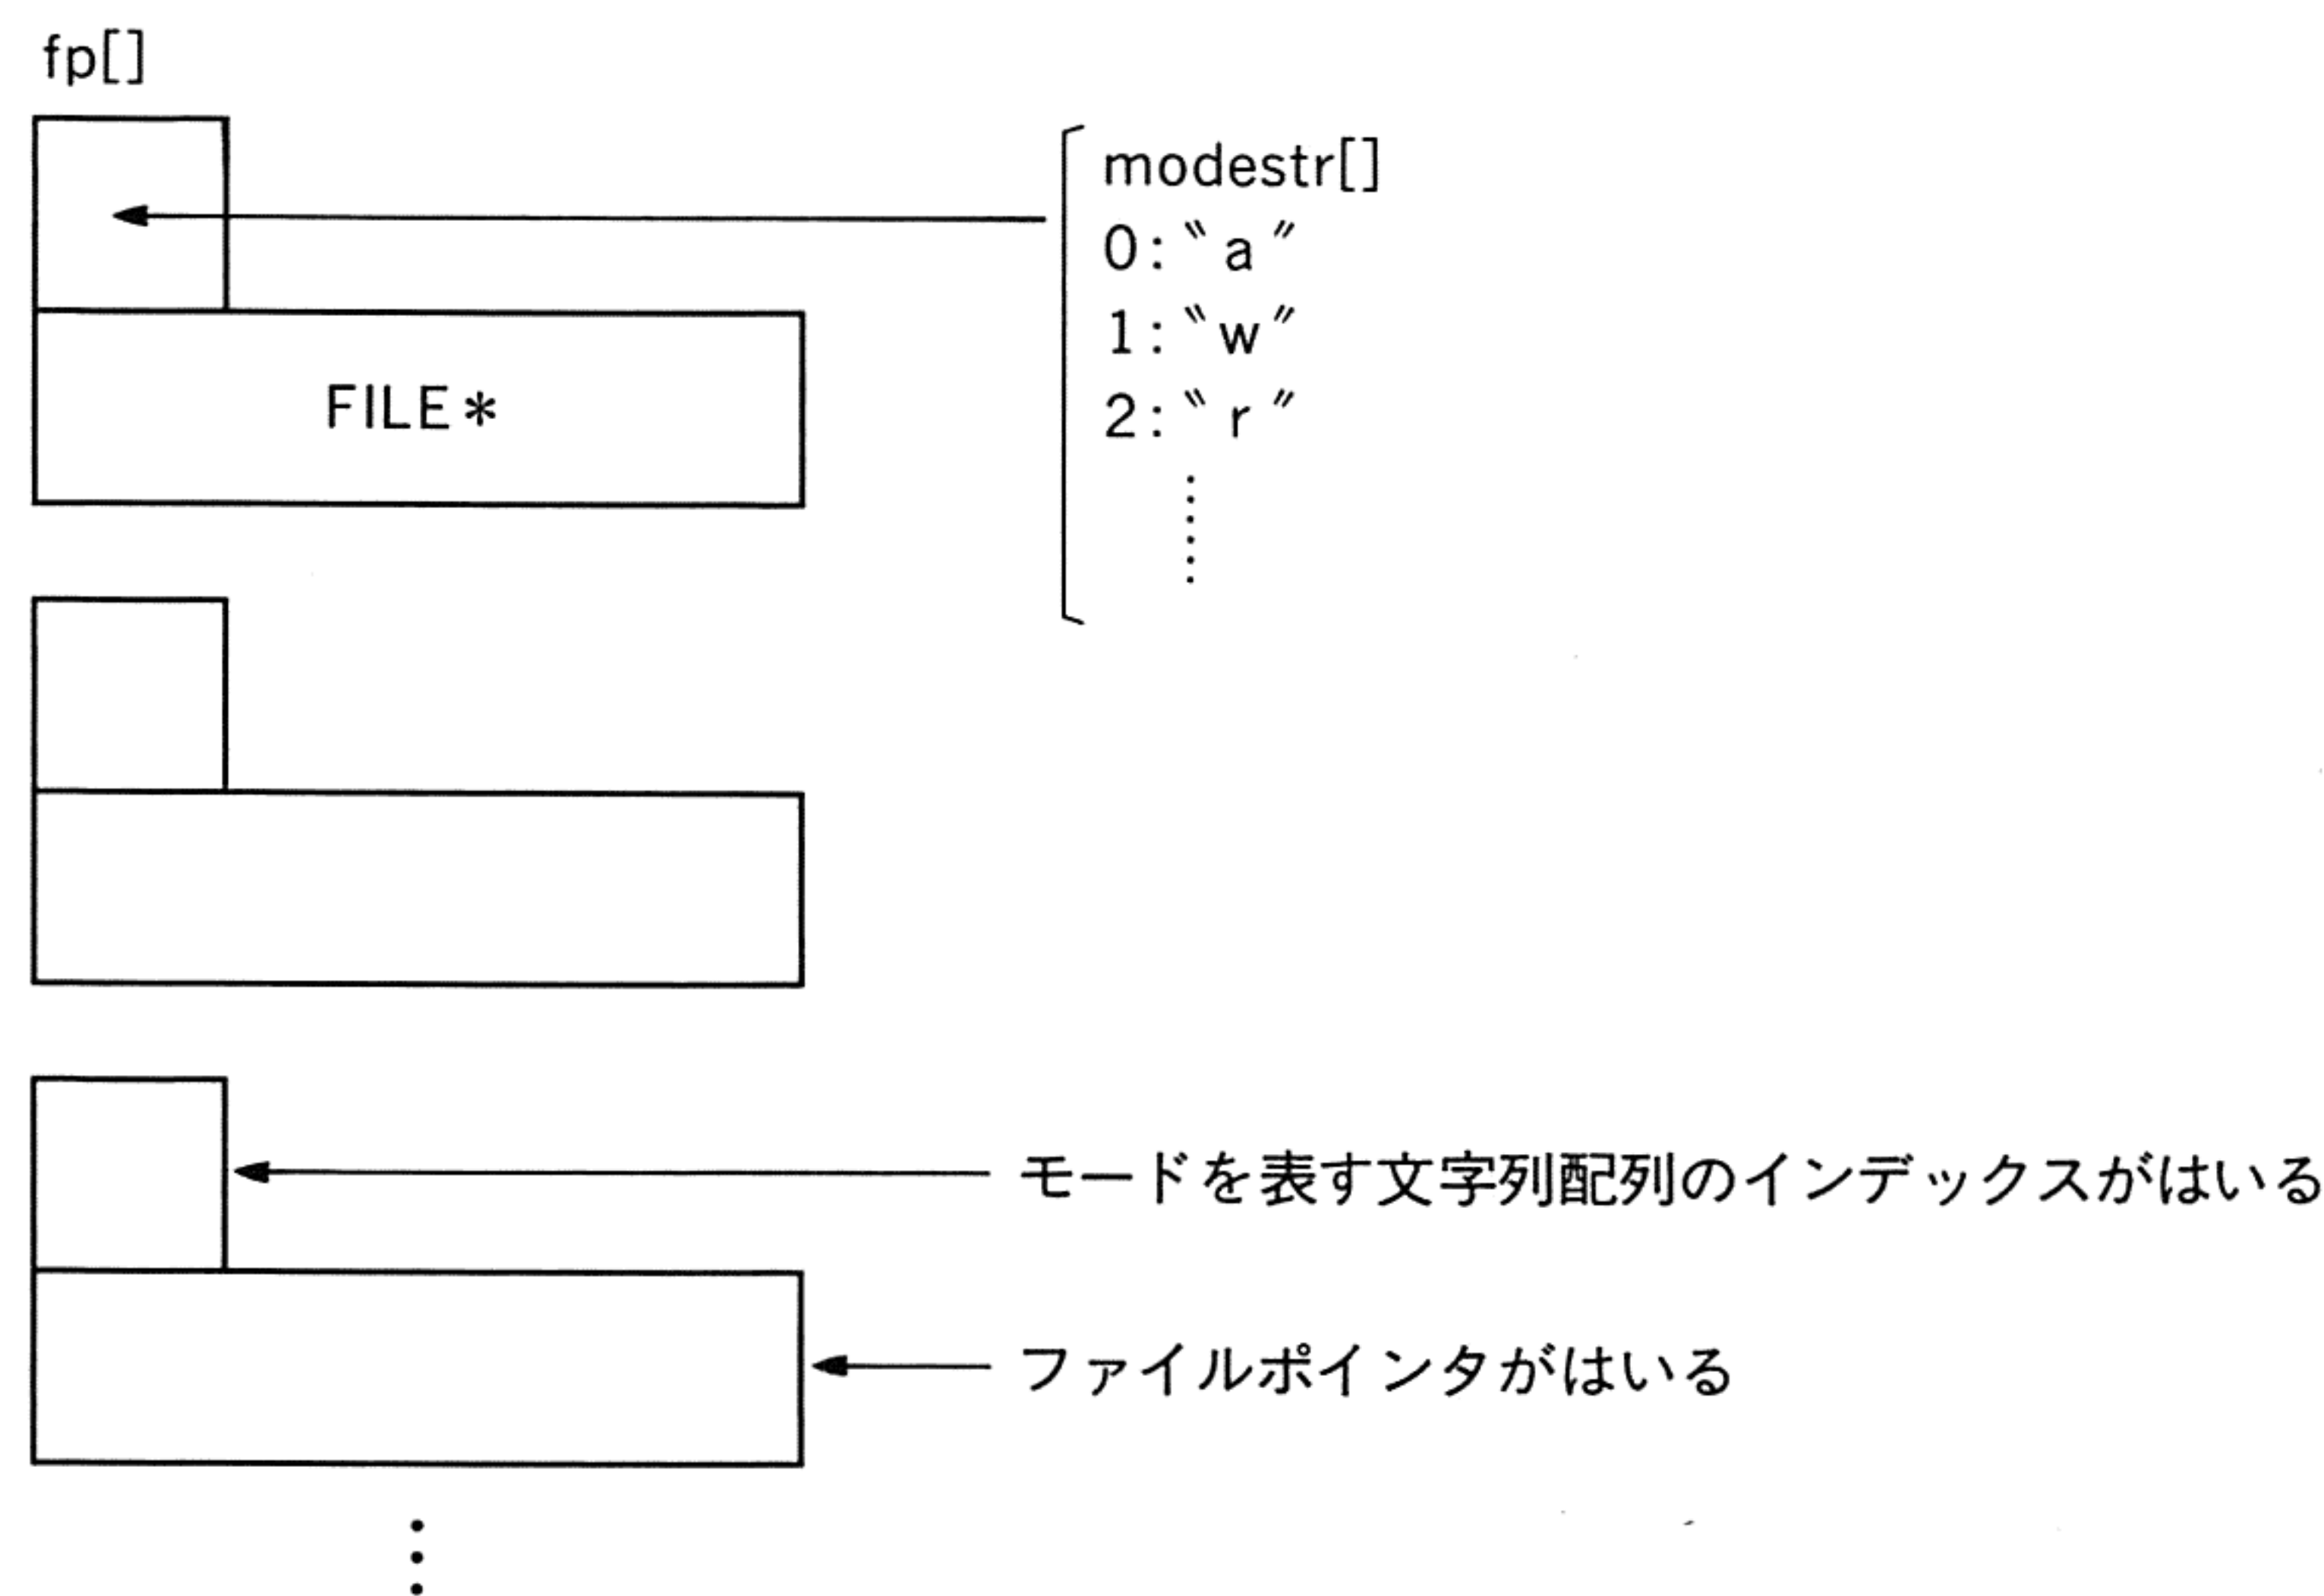 fp[]
modestr[]
0:〝a〞
1:〝w〞
2:〝r〞
FILE*
モードを表す文字列配列のインデックスがはいる
ファイルポインタがはいる